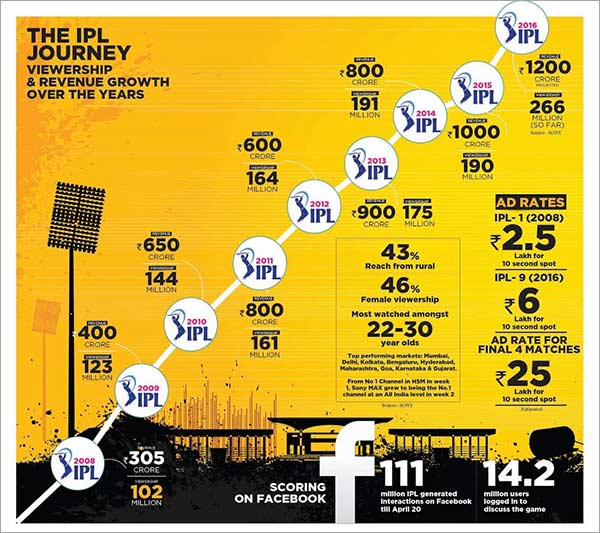 THE IPL
JOURNEY
VIEWERSHIP
& REVENUE GROWTH
OVER THE YEARS
2016
IPL
REVENUE
₹1200
CRORE
PROJECTED
VIEWERSHIP
266
MILLION
(SO FAR)
Source - SONY
2015
IPL
REVENUE
₹1000
CRORE
VIEWERSHIP
190
MILLION
REVENUE
₹800
CRORE
VIEWERSHIP
191
MILLION
2014
IPL
2013
IPL
REVENUE
₹900
CRORE
VIEWERSHIP
175
MILLION
REVENUE
₹600
CRORE
VIEWERSHIP
164
MILLION
2012
IPL
2011
IPL
REVENUE
₹800
CRORE
VIEWERSHIP
161
MILLION
REVENUE
₹650
CRORE
VIEWERSHIP
144
MILLION
2010
IPL
REVENUE
₹400
CRORE
VIEWERSHIP
123
MILLION
2009
IPL
2008
IPL
REVENUE
₹305
CRORE
VIEWERSHIP
102
MILLION
43%
Reach from rural
46%
Female viewership
Most watched amongst
22-30
year olds
Top performing markets: Mumbai,
Delhi, Kolkata, Bengaluru, Hyderabad,
Maharashtra, Goa, Karnataka & Gujarat.
From No 1 Channel in HSM in week
1, Sony MAX grew to being the No.1
channel at an All India level in week 2
Source - SONY
AD RATES
IPL- 1 (2008)
₹2.5
Lakh for
10 second spot
IPL- 9 (2016)
₹6
Lakh for
10 second spot
AD RATE FOR
FINAL 4 MATCHES
₹25
Lakh for
10 second spot
Estimated
SCORING
ON FACEBOOK
f
111
million IPL generated
interactions on Facebook
till April 20
14.2
million users
logged in to
discuss the game